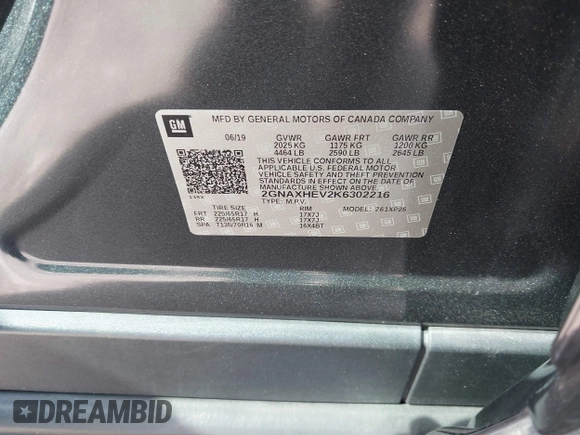 GM
MFD BY GENERAL MOTORS OF CANADA COMPANY
06/19 GVWR GAWR FRT GAWR RR
2025 KG 1175 KG 1200 KG
4464 LB 2590 LB 2645 LB
THIS VEHICLE CONFORMS TO ALL
APPLICABLE U.S. FEDERAL MOTOR
VEHICLE SAFETY AND THEFT PREVENTION
STANDARDS IN EFFECT ON THE DATE OF
MANUFACTURE SHOWN ABOVE.
2GNAXHEV2K6302216
TYPE: M.P.V.
TIRE SIZE RIM MODEL: 261XP26
FRT 225/65R17 H 17X7J
RR 225/65R17 H 17X7J
SPA T135/70R16 M 16X4BT
DREAMBID